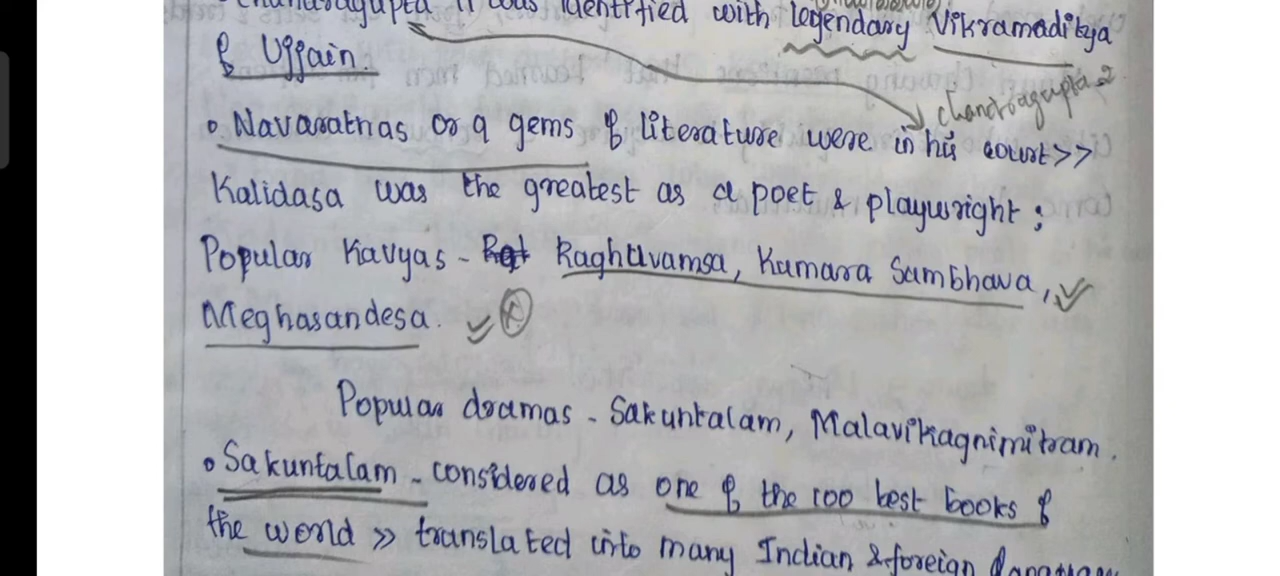 Chandragupta II was identified with legendary Vikramaditya
of Ujjain.
chandragupta-2
• Navaratnas or 9 gems of literature were in his court >>
Kalidasa was the greatest as a poet & playwright;
Popular Kavyas - Raghuvamsa, Kumara Sambhava,
Meghasandesa.
Popular dramas - Sakuntalam, Malavikagnimitram.
• Sakuntalam - considered as one of the 100 best books of
the world >> translated into many Indian & foreign languages